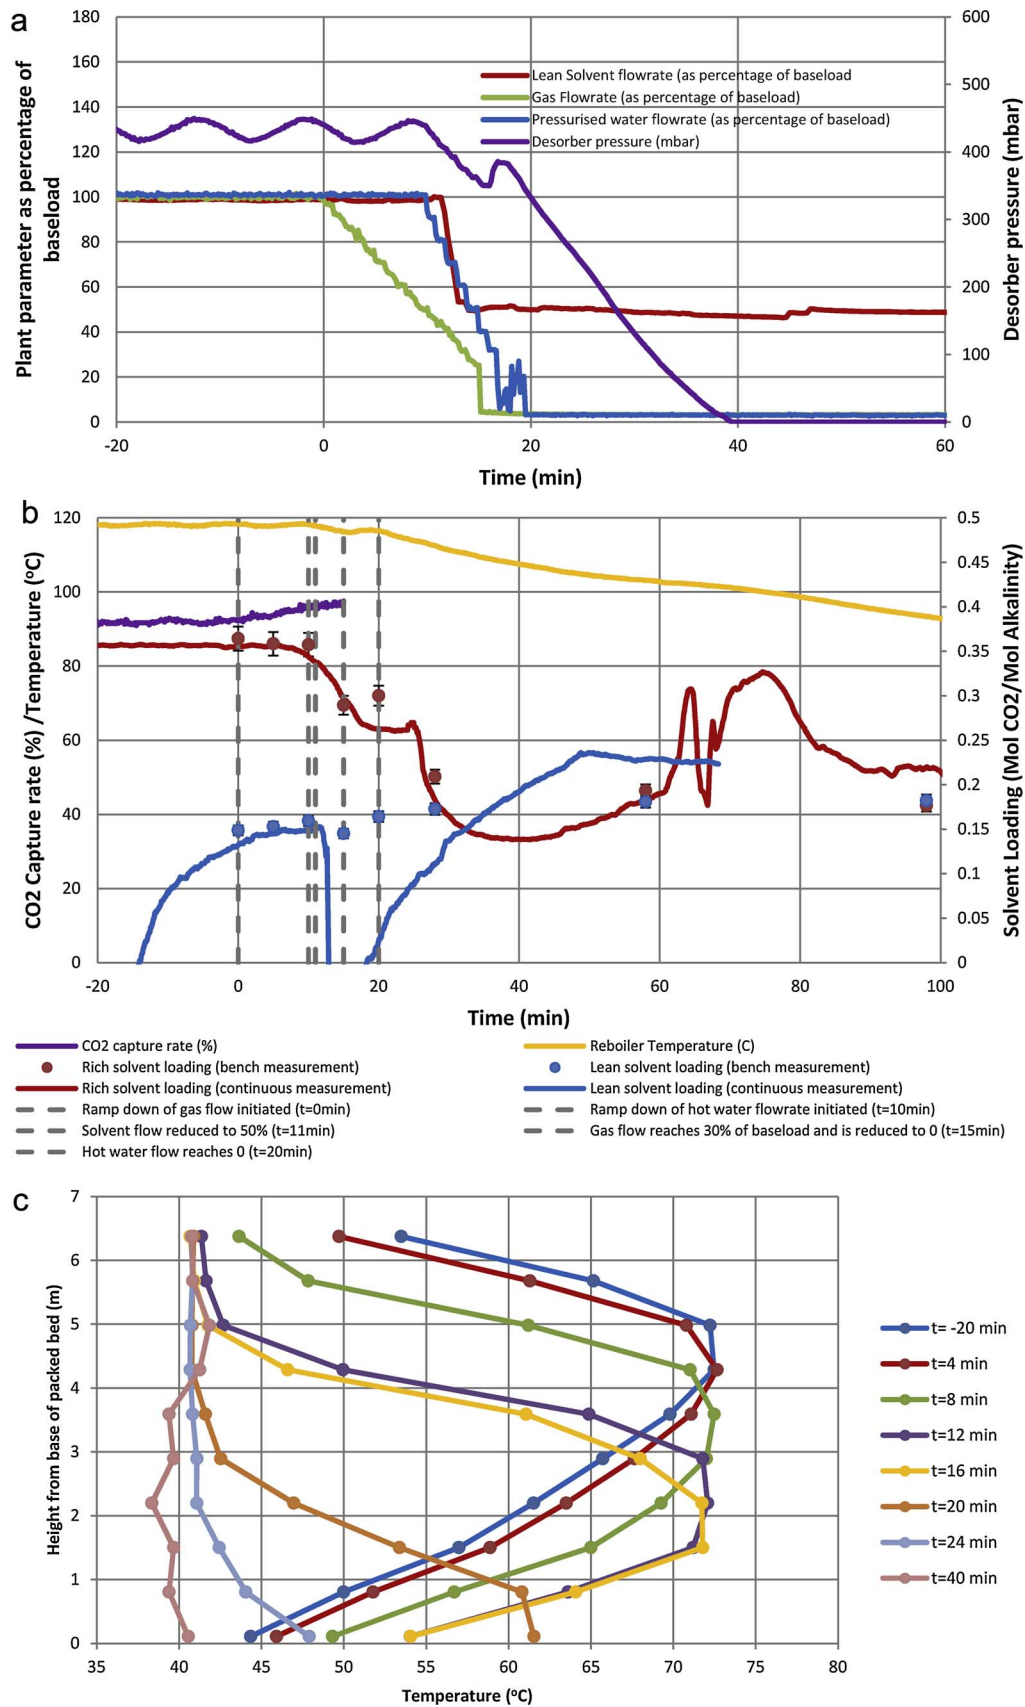 a
180
160
140
120
100
80
60
40
20
0
600
500
400
300
200
100
0
Plant parameter as percentage of
baseload
Desorber pressure (mbar)
Lean Solvent flowrate (as percentage of baseload
Gas Flowrate (as percentage of baseload)
Pressurised water flowrate (as percentage of baseload)
Desorber pressure (mbar)
-20 0 20 40 60
Time (min)
b
120
100
80
60
40
20
0
0.5
0.45
0.4
0.35
0.3
0.25
0.2
0.15
0.1
0.05
0
CO2 Capture rate (%) /Temperature (ºC)
Solvent Loading (Mol CO2/Mol Alkalinity)
-20 0 20 40 60 80 100
Time (min)
CO2 capture rate (%) Reboiler Temperature (C)
Rich solvent loading (bench measurement) Lean solvent loading (bench measurement)
Rich solvent loading (continuous measurement) Lean solvent loading (continuous measurement)
Ramp down of gas flow initiated (t=0min) Ramp down of hot water flowrate initiated (t=10min)
Solvent flow reduced to 50% (t=11min) Gas flow reaches 30% of baseload and is reduced to 0 (t=15min)
Hot water flow reaches 0 (t=20min)
c
7
6
5
4
3
2
1
0
Height from base of packed bed (m)
35 40 45 50 55 60 65 70 75 80
Temperature (ºC)
t= -20 min
t=4 min
t=8 min
t=12 min
t=16 min
t=20 min
t=24 min
t=40 min